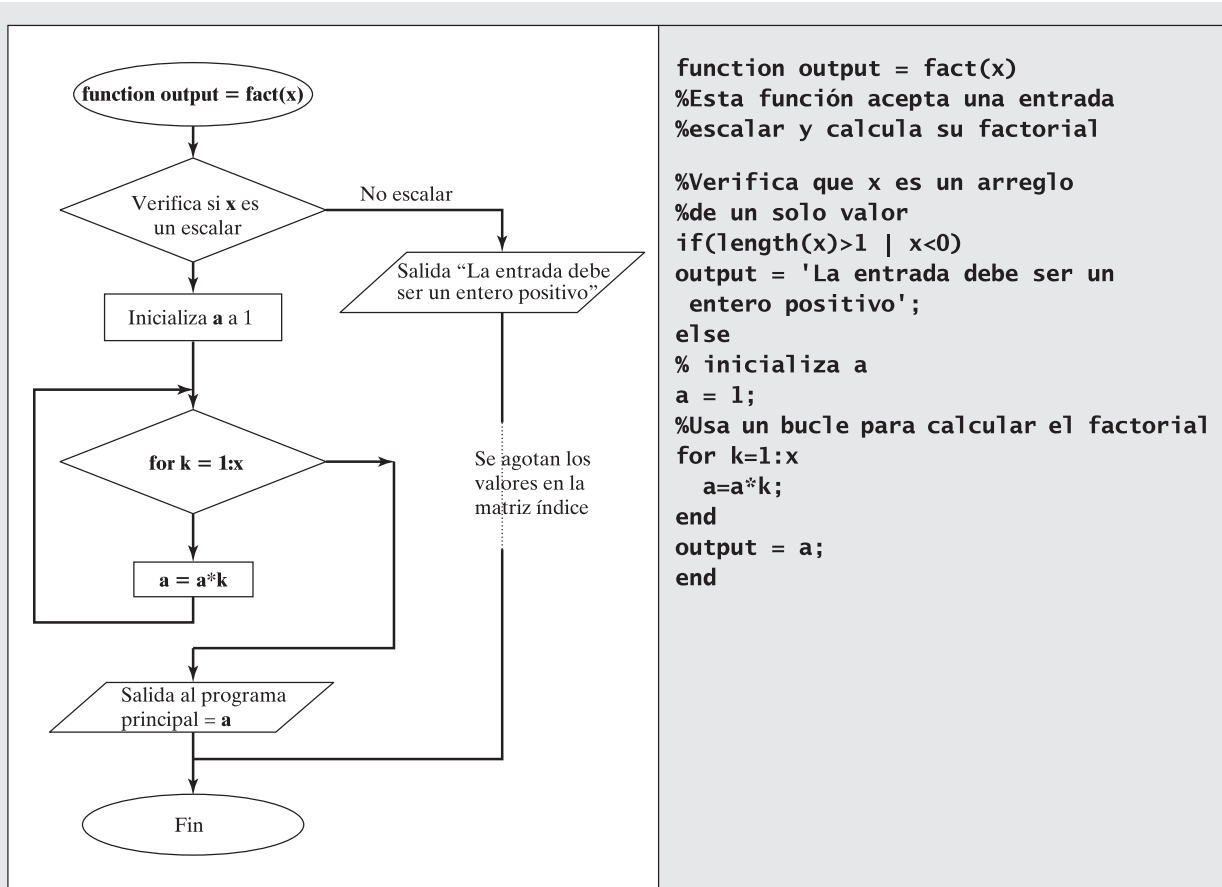 function output = fact(x)
Verifica si x es
un escalar
No escalar
Salida “La entrada debe
ser un entero positivo”
Inicializa a a 1
for k = 1:x
Se agotan los
valores en la
matriz índice
a = a*k
Salida al programa
principal = a
Fin
function output = fact(x)
%Esta función acepta una entrada
%escalar y calcula su factorial
%Verifica que x es un arreglo
%de un solo valor
if(length(x)>1 | x<0)
output = 'La entrada debe ser un
entero positivo';
else
% inicializa a
a = 1;
%Usa un bucle para calcular el factorial
for k=1:x
a=a*k;
end
output = a;
end